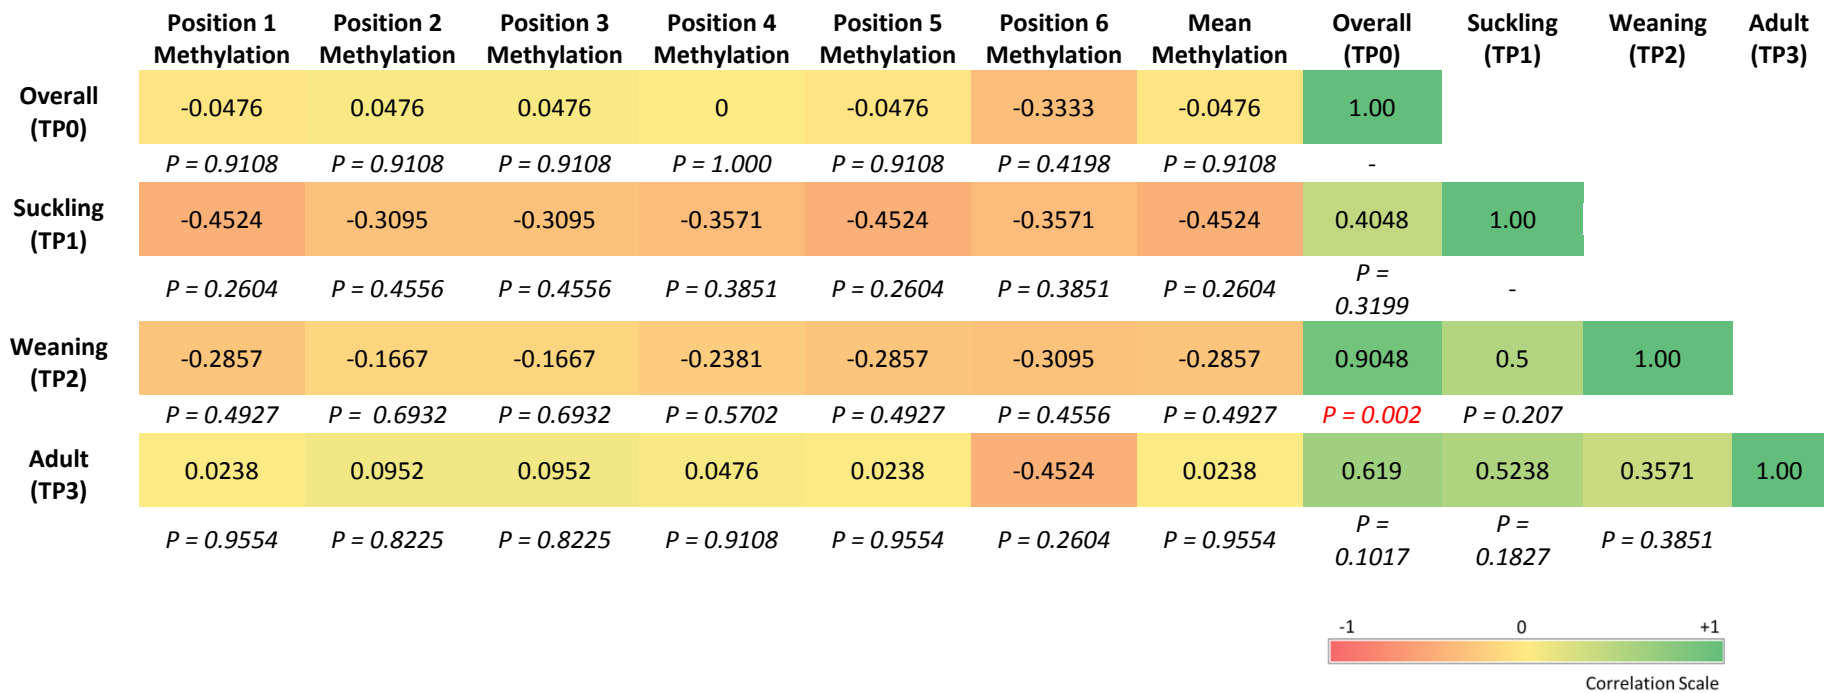 Position 1 Position 2 Position 3 Position 4 Position 5 Position 6 Mean Overall Suckling Weaning Adult
Methylation Methylation Methylation Methylation Methylation Methylation Methylation (TP0) (TP1) (TP2) (TP3)
Overall
(TP0)
-0.0476 0.0476 0.0476 0 -0.0476 -0.3333 -0.0476 1.00
P = 0.9108 P = 0.9108 P = 0.9108 P = 1.000 P = 0.9108 P = 0.4198 P = 0.9108 -
Suckling
(TP1)
-0.4524 -0.3095 -0.3095 -0.3571 -0.4524 -0.3571 -0.4524 0.4048 1.00
P = 0.2604 P = 0.4556 P = 0.4556 P = 0.3851 P = 0.2604 P = 0.3851 P = 0.2604 P =
0.3199
-
Weaning
(TP2)
-0.2857 -0.1667 -0.1667 -0.2381 -0.2857 -0.3095 -0.2857 0.9048 0.5 1.00
P = 0.4927 P = 0.6932 P = 0.6932 P = 0.5702 P = 0.4927 P = 0.4556 P = 0.4927 P = 0.002 P = 0.207
Adult
(TP3)
0.0238 0.0952 0.0952 0.0476 0.0238 -0.4524 0.0238 0.619 0.5238 0.3571 1.00
P = 0.9554 P = 0.8225 P = 0.8225 P = 0.9108 P = 0.9554 P = 0.2604 P = 0.9554 P =
0.1017
P =
0.1827
P = 0.3851
-1 0 +1
Correlation Scale